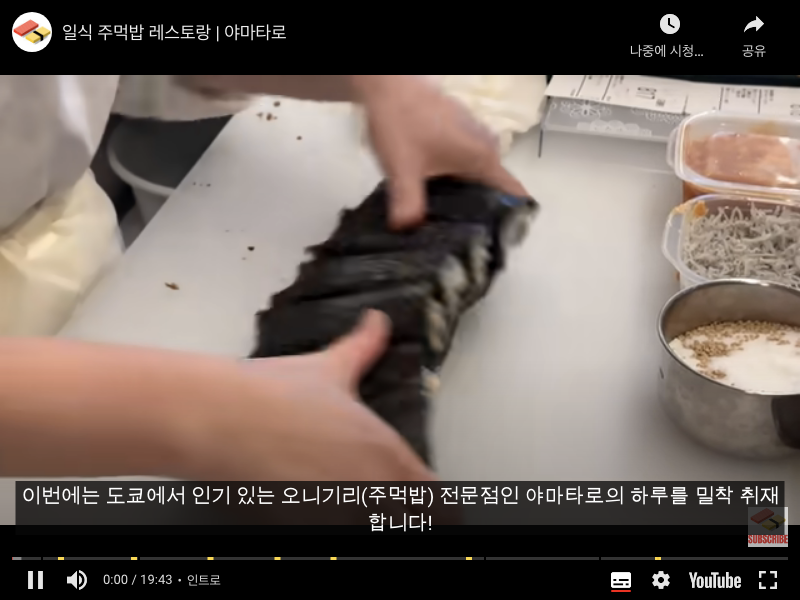 일식 주먹밥 레스토랑 | 야마타로
나중에 시청...
공유
이번에는 도쿄에서 인기 있는 오니기리(주먹밥) 전문점인 야마타로의 하루를 밀착 취재
합니다!
SUBSCRIBE
0:00 / 19:43 • 인트로
YouTube